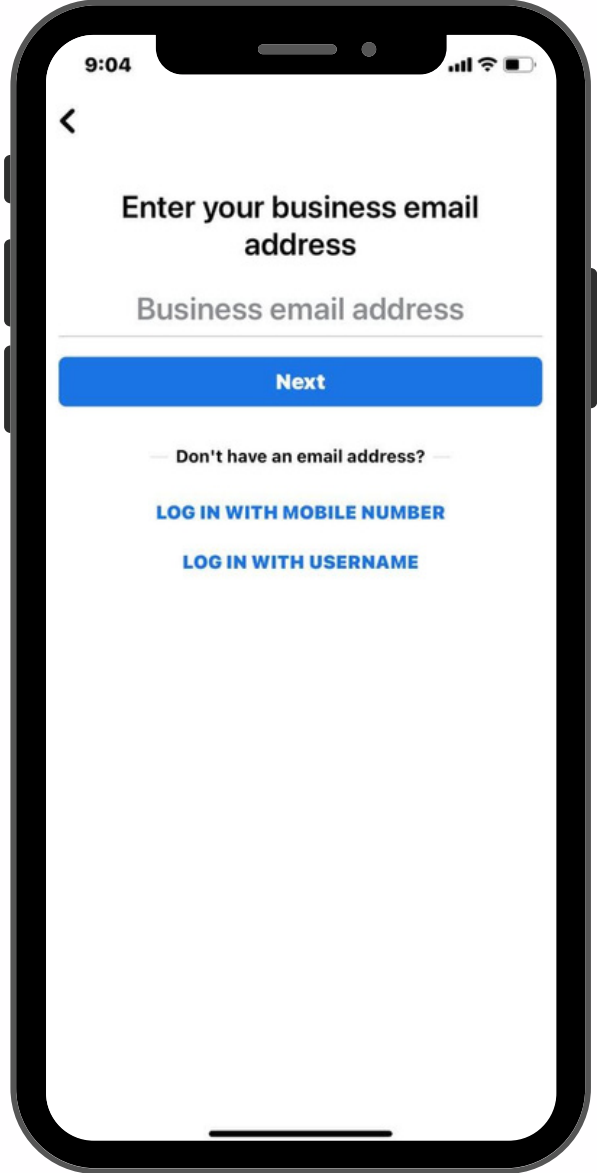 9:04
Enter your business email
address
Business email address
Next
Don't have an email address?
LOG IN WITH MOBILE NUMBER
LOG IN WITH USERNAME